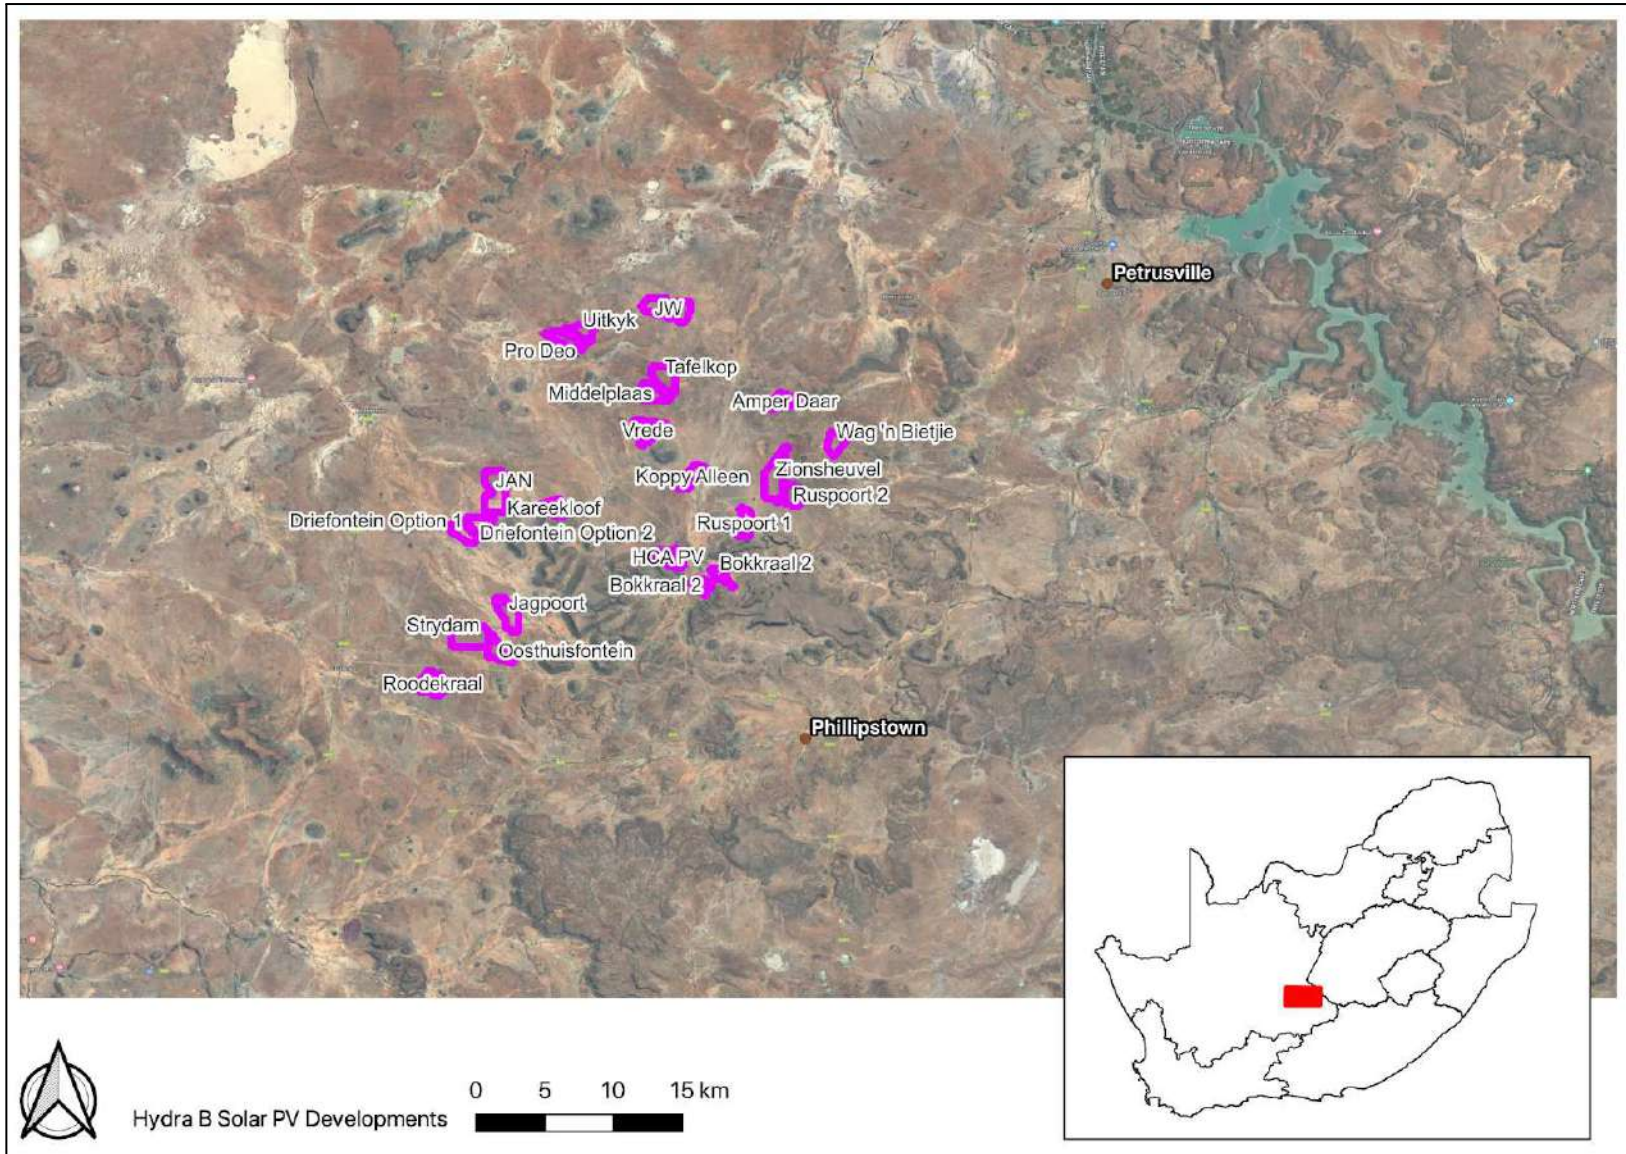 Petrusville
JW
Uitkyk
Pro Deo
Tafelkop
Middelplaas
Amper Daar
Vrede
Wag 'n Bietjie
Koppy Alleen
Zionsheuvel
JAN
Ruspoort 2
Kareekloof
Driefontein Option 1
Ruspoort 1
Driefontein Option 2
HCA PV
Bokkraal 2
Bokkraal 2
Jagpoort
Strydam
Oosthuisfontein
Roodekraal
Phillipstown
0 5 10 15 km
Hydra B Solar PV Developments